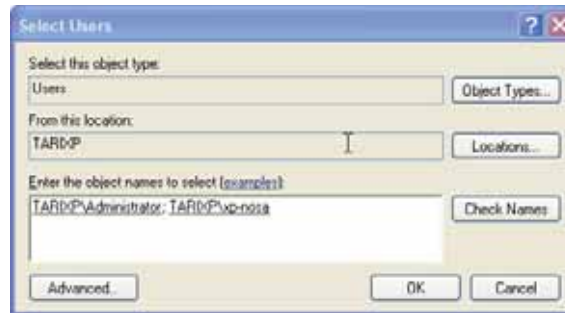 Select Users
Select this object type:
Users
Object Types...
From this location:
TARIXP
Locations...
Enter the object names to select (examples):
TARIXP\Administrator; TARIXP\xp-nosa
Check Names
Advanced...
OK
Cancel